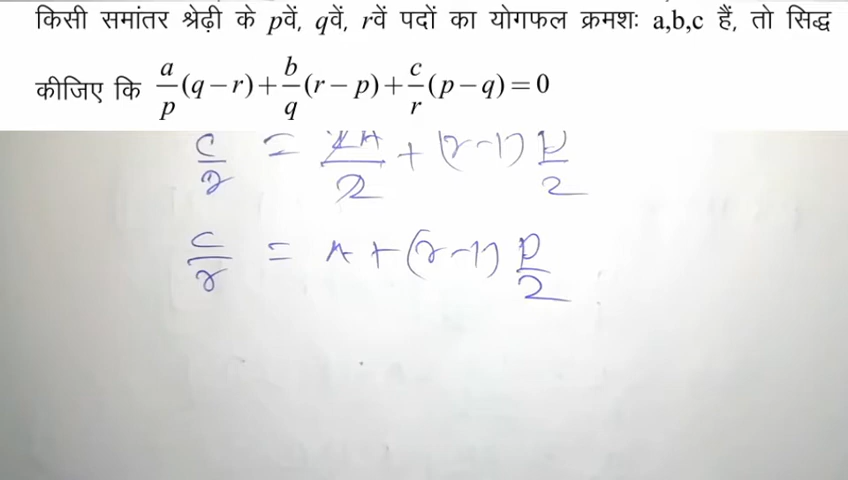 किसी समांतर श्रेढ़ी के pवें, qवें, rवें पदों का योगफल क्रमशः a,b,c हैं, तो सिद्ध
कीजिए कि a/p (q − r) + b/q (r − p) + c/r (p − q) = 0
c/r = 2A/2 + (r−1) D/2
c/r = A + (r−1) D/2